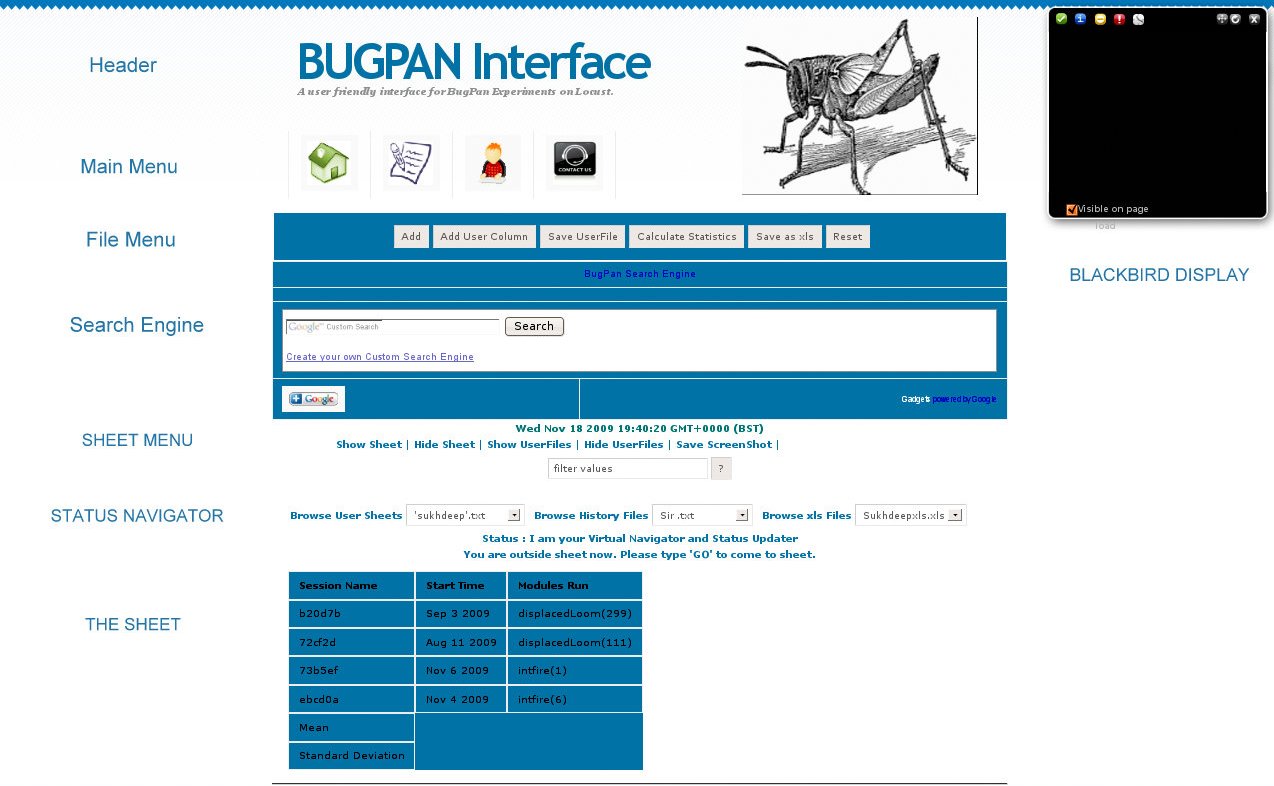 Header
BUGPAN Interface
A user friendly interface for BugPan Experiments on Locust.
Main Menu
CONTACT US
Visible on page
Toad
File Menu
Add
Add User Column
Save UserFile
Calculate Statistics
Save as xls
Reset
BugPan Search Engine
BLACKBIRD DISPLAY
Search Engine
Google™ Custom Search
Search
Create your own Custom Search Engine
Google
Gadgets powered by Google
SHEET MENU
Wed Nov 18 2009 19:40:20 GMT+0000 (BST)
Show Sheet | Hide Sheet | Show UserFiles | Hide UserFiles | Save ScreenShot |
filter values ?
STATUS NAVIGATOR
Browse User Sheets 'sukhdeep'.txt Browse History Files Sir .txt Browse xls Files Sukhdeepxls.xls
Status : I am your Virtual Navigator and Status Updater
You are outside sheet now. Please type 'GO' to come to sheet.
THE SHEET
Session Name Start Time Modules Run
b20d7b Sep 3 2009 displacedLoom(299)
72cf2d Aug 11 2009 displacedLoom(111)
73b5ef Nov 6 2009 intfire(1)
ebcd0a Nov 4 2009 intfire(6)
Mean
Standard Deviation